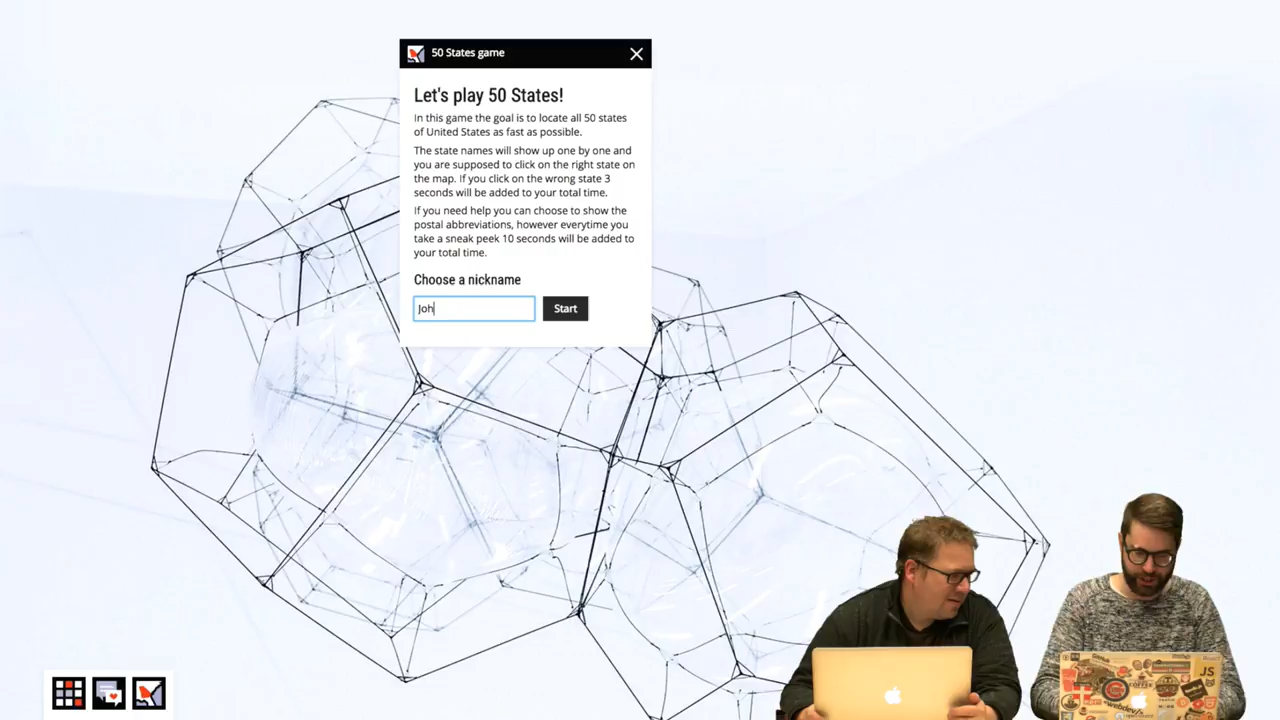 50 States game
Let's play 50 States!
In this game the goal is to locate all 50 states
of United States as fast as possible.
The state names will show up one by one and
you are supposed to click on the right state on
the map. If you click on the wrong state 3
seconds will be added to your total time.
If you need help you can choose to show the
postal abbreviations, however everytime you
take a sneak peek 10 seconds will be added to
your total time.
Choose a nickname
Joh
Start
JS